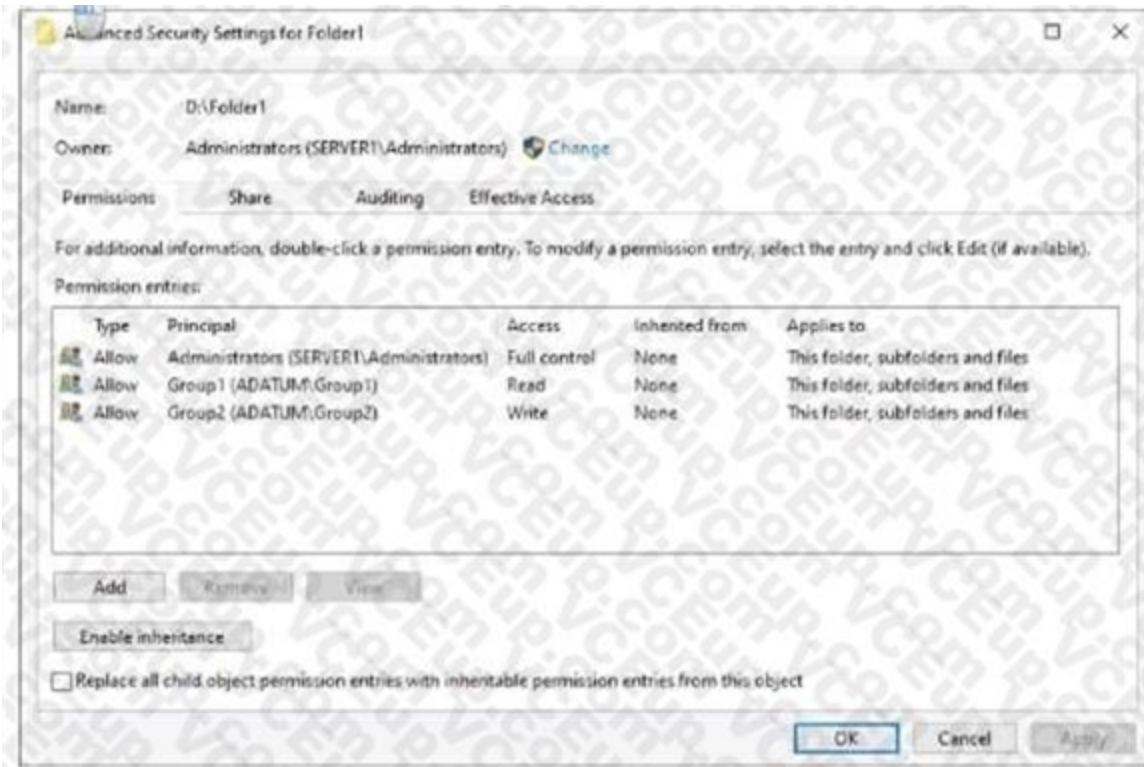 Advanced Security Settings for Folder1
Name: D:\Folder1
Owner: Administrators (SERVER1\Administrators) Change
Permissions Share Auditing Effective Access
For additional information, double-click a permission entry. To modify a permission entry, select the entry and click Edit (if available).
Permission entries:
Type Principal Access Inherited from Applies to
Allow Administrators (SERVER1\Administrators) Full control None This folder, subfolders and files
Allow Group1 (ADATUM\Group1) Read None This folder, subfolders and files
Allow Group2 (ADATUM\Group2) Write None This folder, subfolders and files
Add Remove View
Enable inheritance
Replace all child object permission entries with inheritable permission entries from this object
OK Cancel Apply